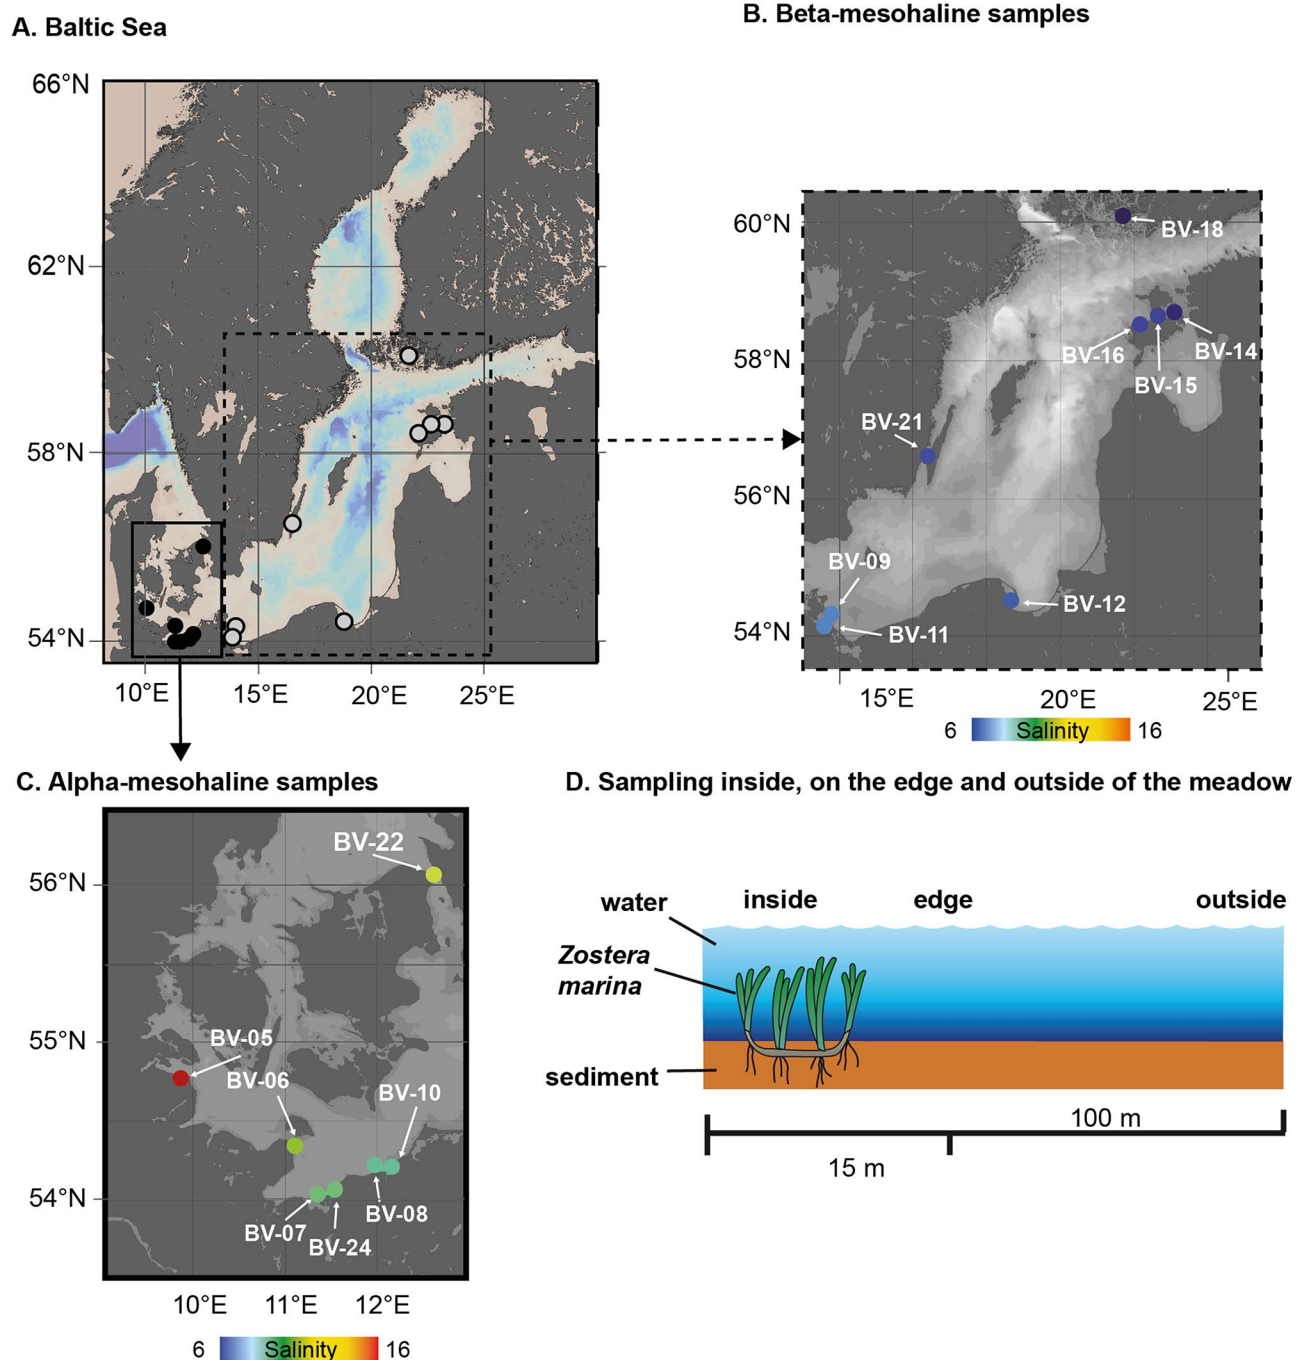 A. Baltic Sea
66°N
62°N
58°N
54°N
10°E 15°E 20°E 25°E
B. Beta-mesohaline samples
60°N
58°N
56°N
54°N
BV-18
BV-14
BV-16
BV-15
BV-21
BV-09
BV-12
BV-11
15°E 20°E 25°E
6 Salinity 16
C. Alpha-mesohaline samples
56°N
55°N
54°N
BV-22
BV-05
BV-06
BV-10
BV-08
BV-07
BV-24
10°E 11°E 12°E
6 Salinity 16
D. Sampling inside, on the edge and outside of the meadow
water inside edge outside
Zostera
marina
sediment
100 m
15 m